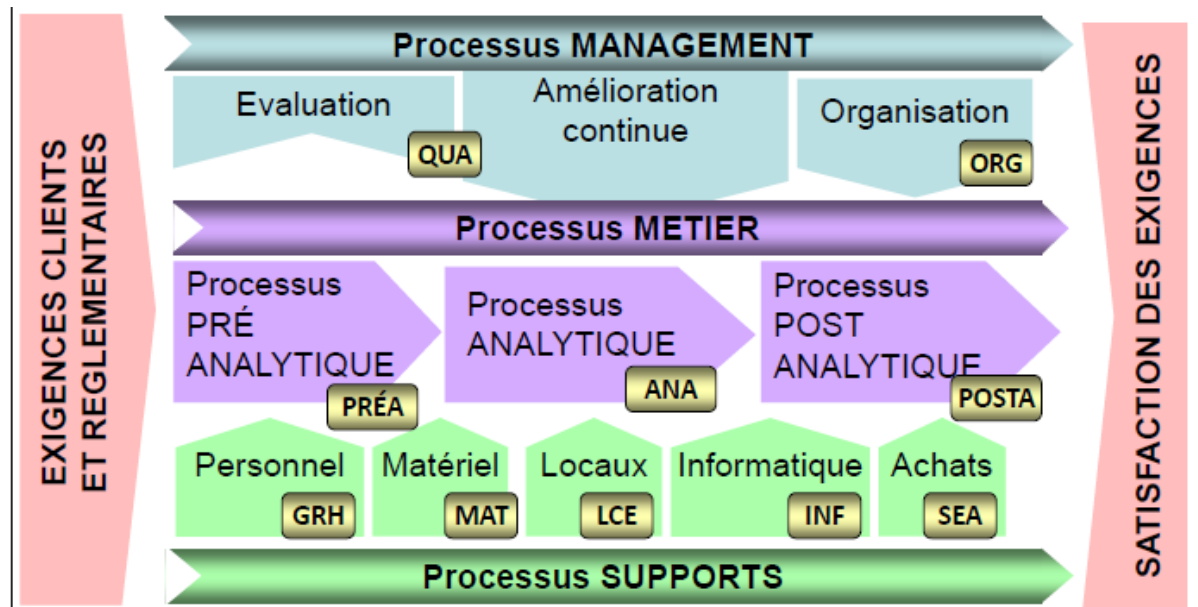 EXIGENCES CLIENTS
ET REGLEMENTAIRES
Processus MANAGEMENT
Evaluation
QUA
Amélioration
continue
Organisation
ORG
Processus METIER
Processus
PRÉ
ANALYTIQUE
PRÉA
Processus
ANALYTIQUE
ANA
Processus
POST
ANALYTIQUE
POSTA
Personnel
GRH
Matériel
MAT
Locaux
LCE
Informatique
INF
Achats
SEA
Processus SUPPORTS
SATISFACTION DES EXIGENCES